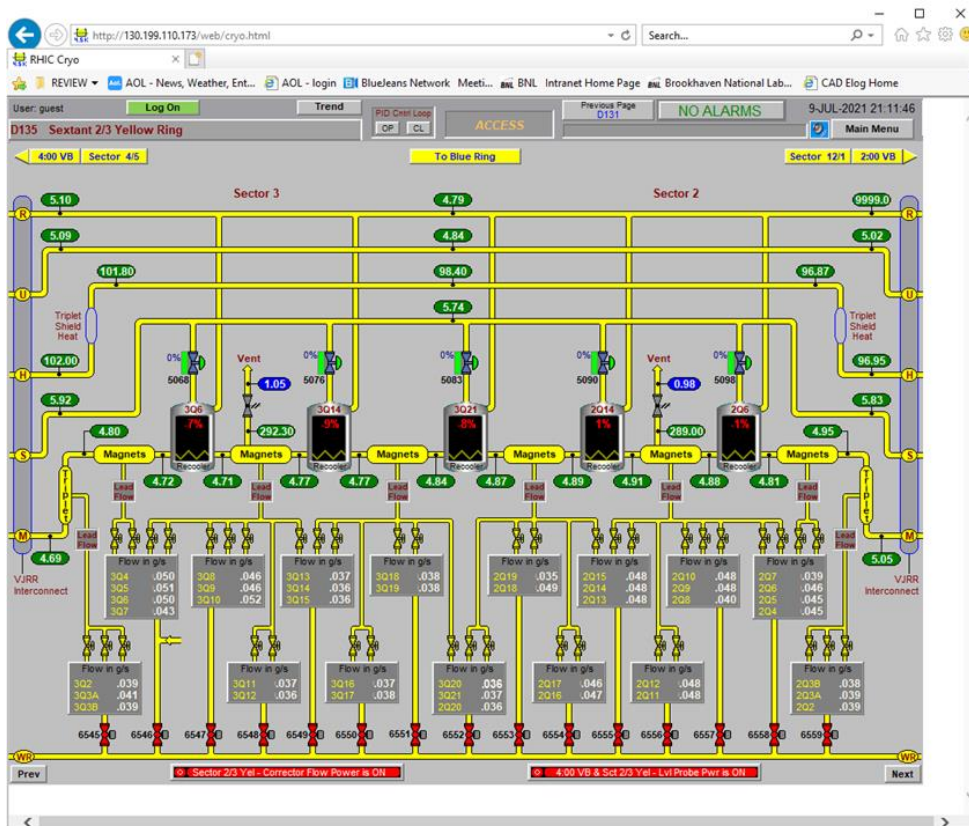 http://130.199.110.173/web/cryo.html
Search...
RHIC Cryo
REVIEW
AOL - News, Weather, Ent...
AOL - login
BlueJeans Network Meeti...
BNL Intranet Home Page
Brookhaven National Lab...
CAD Elog Home
User: guest
Log On
Trend
PID Cntrl Loop
OP CL
ACCESS
Previous Page
D131
NO ALARMS
9-JUL-2021 21:11:46
D135 Sextant 2/3 Yellow Ring
Main Menu
4:00 VB Sector 4/5
To Blue Ring
Sector 12/1 2:00 VB
Sector 3
Sector 2
R 5.10 4.79 9999.0 R
5.09 4.84 5.02
U U
101.80 98.40 96.87
5.74
Triplet
Shield
Heat
Triplet
Shield
Heat
102.00 96.95
H H
0% 0% 0% 0% 0%
5068 5076 5083 5090 5098
Vent Vent
1.05 0.98
5.92 5.83
3Q6 3Q14 3Q21 2Q14 2Q6
-7% -9% -8% 1% -1%
292.30 289.00
4.80 4.95
S S
Magnets Magnets Magnets Magnets Magnets Magnets
Recooler Recooler Recooler Recooler Recooler
4.72 4.71 4.77 4.77 4.84 4.87 4.89 4.91 4.88 4.81
Triplet Triplet
Lead
Flow
Lead
Flow
Lead
Flow
Lead
Flow
Lead
Flow
Lead
Flow
Lead
Flow
Lead
Flow
M M
4.69 5.05
VJRR
Interconnect
VJRR
Interconnect
Flow in g/s
3Q4 .050
3Q5 .051
3Q6 .050
3Q7 .043
3Q8 .046
3Q9 .046
3Q10 .052
Flow in g/s
3Q13 .037
3Q14 .036
3Q15 .036
3Q18 .038
3Q19 .038
Flow in g/s
2Q19 .035
2Q18 .049
2Q15 .048
2Q14 .048
2Q13 .048
Flow in g/s
2Q10 .048
2Q9 .048
2Q8 .040
2Q7 .039
2Q6 .046
2Q5 .045
2Q4 .045
Flow in g/s
3Q2 .039
3Q3A .041
3Q3B .039
Flow in g/s
3Q11 .037
3Q12 .036
Flow in g/s
3Q16 .037
3Q17 .038
Flow in g/s
3Q20 .036
3Q21 .037
2Q20 .036
Flow in g/s
2Q17 .046
2Q16 .047
Flow in g/s
2Q12 .048
2Q11 .048
Flow in g/s
2Q3B .038
2Q3A .039
2Q2 .039
6545 6546 6547 6548 6549 6550 6551 6552 6553 6554 6555 6556 6557 6558 6559
WR WR
Prev
Sector 2/3 Yel - Corrector Flow Power is ON
4:00 VB & Sct 2/3 Yel - Lvl Probe Pwr is ON
Next